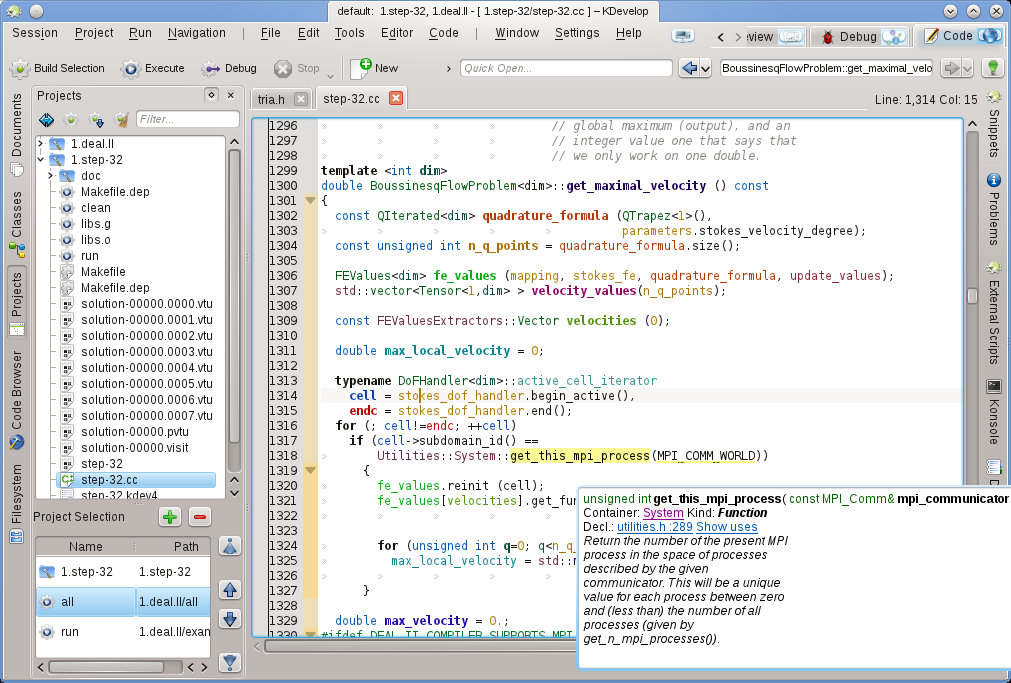 default:  1.step-32, 1.deal.II - [ 1.step-32/step-32.cc ] – KDevelop
Session Project Run Navigation | File Edit Tools Editor Code | Window Settings Help < > eview Debug Code
Build Selection Execute Debug Stop New > Quick Open... BoussinesqFlowProblem::get_maximal_velo
Documents
Classes
Projects
Code Browser
Filesystem
Projects
Filter...
1.deal.II
1.step-32
doc
Makefile.dep
clean
libs.g
libs.o
run
Makefile
Makefile.dep
solution-00000.0000.vtu
solution-00000.0001.vtu
solution-00000.0002.vtu
solution-00000.0003.vtu
solution-00000.0004.vtu
solution-00000.0005.vtu
solution-00000.0006.vtu
solution-00000.0007.vtu
solution-00000.pvtu
solution-00000.visit
step-32
step-32.cc
step-32.kdev4
Project Selection
Name Path
1.step-32 1.step-32
all 1.deal.II/all
run 1.deal.II/exan
tria.h step-32.cc Line: 1,314 Col: 15
1296 // global maximum (output), and an
1297 // integer value one that says that
1298 // we only work on one double.
1299 template <int dim>
1300 double BoussinesqFlowProblem<dim>::get_maximal_velocity () const
1301 {
1302 const QIterated<dim> quadrature_formula (QTrapez<1>(),
1303 parameters.stokes_velocity_degree);
1304 const unsigned int n_q_points = quadrature_formula.size();
1305
1306 FEValues<dim> fe_values (mapping, stokes_fe, quadrature_formula, update_values);
1307 std::vector<Tensor<1,dim> > velocity_values(n_q_points);
1308
1309 const FEValuesExtractors::Vector velocities (0);
1310
1311 double max_local_velocity = 0;
1312
1313 typename DoFHandler<dim>::active_cell_iterator
1314 cell = stokes_dof_handler.begin_active(),
1315 endc = stokes_dof_handler.end();
1316 for (; cell!=endc; ++cell)
1317 if (cell->subdomain_id() ==
1318 Utilities::System::get_this_mpi_process(MPI_COMM_WORLD))
1319 {
1320 fe_values.reinit (cell);
1321 fe_values[velocities].get_fu
1322
1323
1324 for (unsigned int q=0; q<n_q
1325 max_local_velocity = std::
1326
1327 }
1328
1329 double max_velocity = 0.;
1330 #ifdef DEAL_II_COMPILER_SUPPORTS_MPI
unsigned int get_this_mpi_process( const MPI_Comm& mpi_communicator
Container: System Kind: Function
Decl.: utilities.h :289 Show uses
Return the number of the present MPI
process in the space of processes
described by the given
communicator. This will be a unique
value for each process between zero
and (less than) the number of all
processes (given by
get_n_mpi_processes()).
Snippets
Problems
External Scripts
Konsole